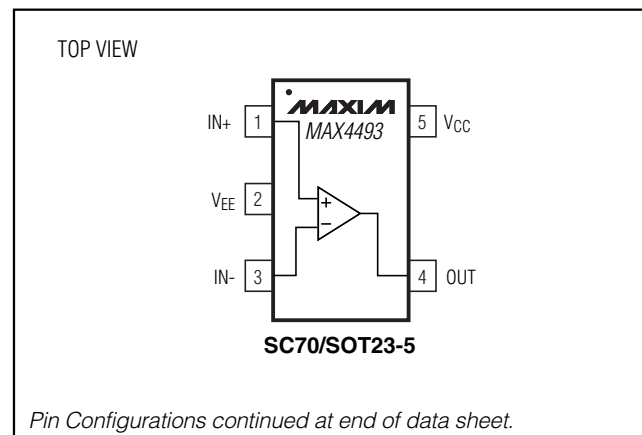 TOP VIEW
MAXIM
MAX4493
IN+ 1
5 VCC
VEE 2
+
−
IN- 3
4 OUT
SC70/SOT23-5
Pin Configurations continued at end of data sheet.